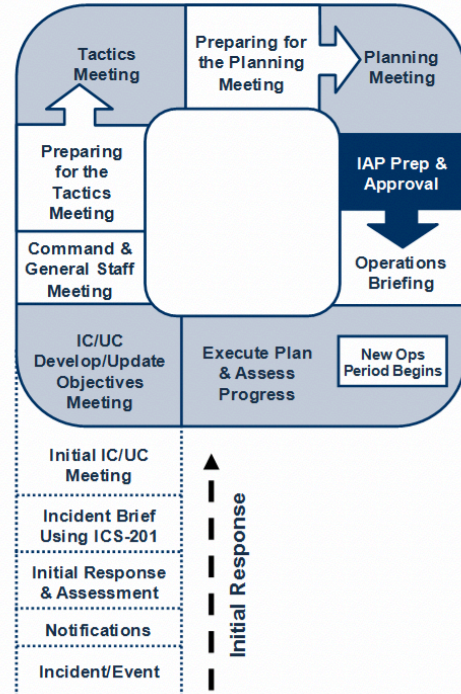 Tactics
Meeting
Preparing for
the Planning
Meeting
Planning
Meeting
Preparing
for the
Tactics
Meeting
IAP Prep &
Approval
Command &
General Staff
Meeting
Operations
Briefing
IC/UC
Develop/Update
Objectives
Meeting
Execute Plan
& Assess
Progress
New Ops
Period Begins
Initial IC/UC
Meeting
Incident Brief
Using ICS-201
Initial Response
& Assessment
Notifications
Incident/Event
Initial Response